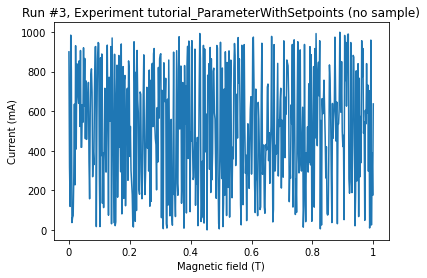 Run #3, Experiment tutorial_ParameterWithSetpoints (no sample)
1000
800
600
400
200
0
Current (mA)
0 0.2 0.4 0.6 0.8 1
Magnetic field (T)